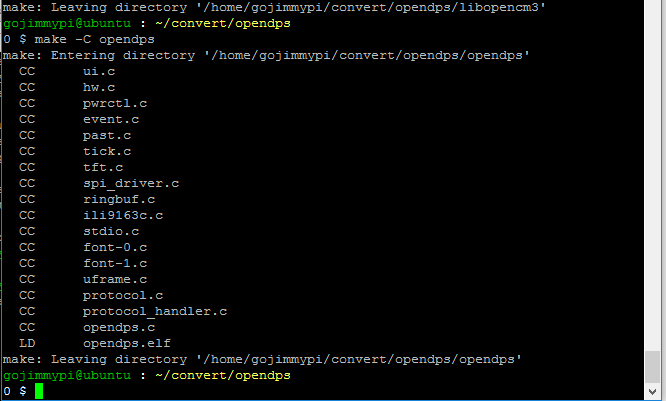 make: Leaving directory '/home/gojimmypi/convert/opendps/libopencm3'
gojimmypi@ubuntu : ~/convert/opendps
0 $ make -C opendps
make: Entering directory '/home/gojimmypi/convert/opendps/opendps'
CC ui.c
CC hw.c
CC pwrctl.c
CC event.c
CC past.c
CC tick.c
CC tft.c
CC spi_driver.c
CC ringbuf.c
CC ili9163c.c
CC stdio.c
CC font-0.c
CC font-1.c
CC uframe.c
CC protocol.c
CC protocol_handler.c
CC opendps.c
LD opendps.elf
make: Leaving directory '/home/gojimmypi/convert/opendps/opendps'
gojimmypi@ubuntu : ~/convert/opendps
0 $